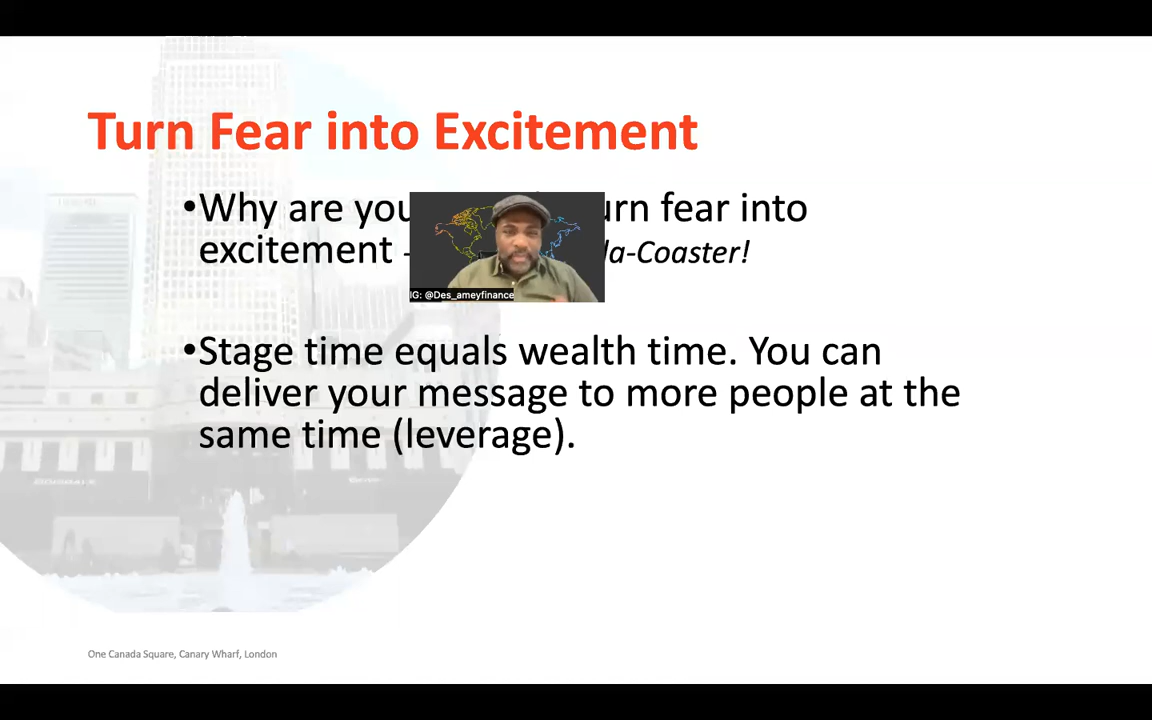 Turn Fear into Excitement
•Why are you urn fear into
excitement - la-Coaster!
IG: @Des_ameyfinance
•Stage time equals wealth time. You can
deliver your message to more people at the
same time (leverage).
One Canada Square, Canary Wharf, London